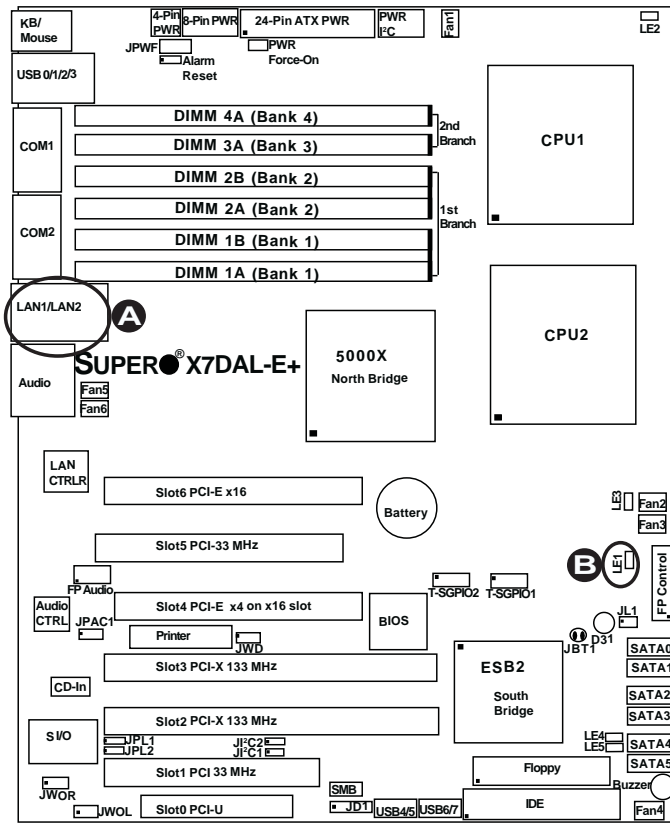 KB/
Mouse
4-Pin
PWR
8-Pin PWR
24-Pin ATX PWR
PWR
I²C
Fan1
LE2
JPWF
Alarm
Reset
PWR
Force-On
USB 0/1/2/3
DIMM 4A (Bank 4)
DIMM 3A (Bank 3)
2nd
Branch
DIMM 2B (Bank 2)
DIMM 2A (Bank 2)
DIMM 1B (Bank 1)
DIMM 1A (Bank 1)
1st
Branch
CPU1
COM1
COM2
LAN1/LAN2
A
CPU2
SUPER ® X7DAL-E+
5000X
North Bridge
Audio
Fan5
Fan6
LAN
CTRLR
Slot6 PCI-E x16
Battery
LE3
Fan2
Fan3
Slot5 PCI-33 MHz
B
LE1
FP Control
FP Audio
T-SGPIO2
T-SGPIO1
Audio
CTRL
JPAC1
Slot4 PCI-E x4 on x16 slot
BIOS
Printer
JWD
JL1
D31
JBT1
Slot3 PCI-X 133 MHz
ESB2
South
Bridge
SATA0
SATA1
SATA2
SATA3
CD-In
Slot2 PCI-X 133 MHz
SI/O
JPL1
JPL2
JI²C2
JI²C1
LE4
LE5
SATA4
SATA5
Slot1 PCI 33 MHz
Floppy
Buzzer
JWOR
JWOL
Slot0 PCI-U
SMB
JD1
USB4/5
USB6/7
IDE
Fan4